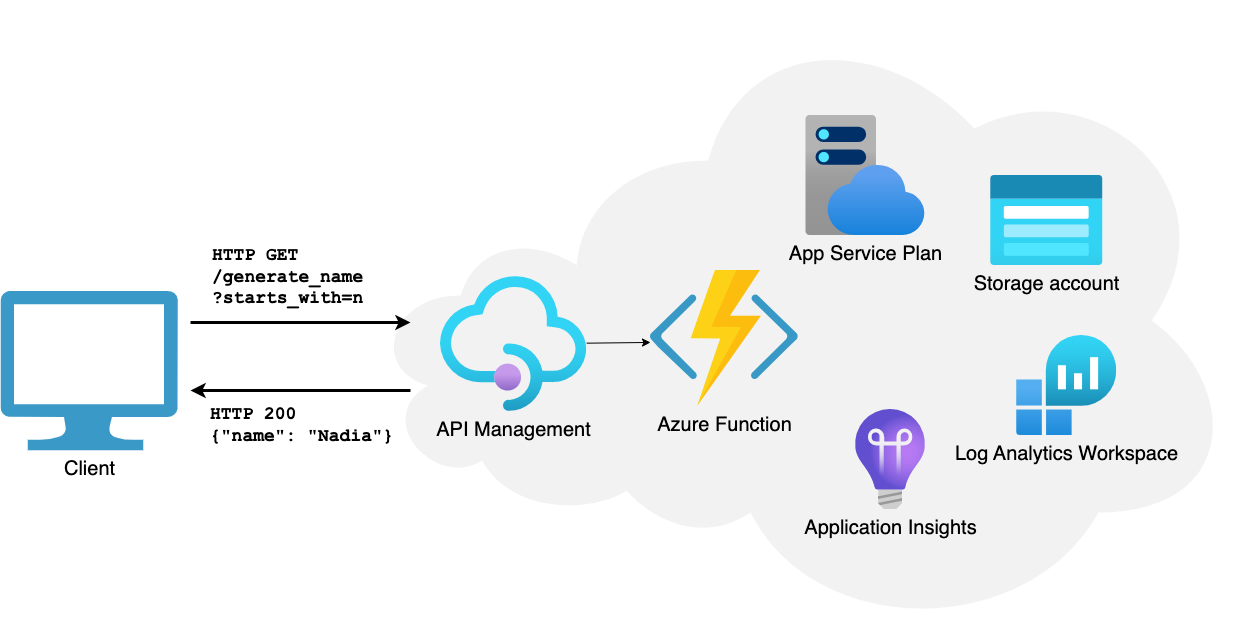 HTTP GET
/generate_name
?starts_with=n
HTTP 200
{"name": "Nadia"}
Client
API Management
Azure Function
App Service Plan
Storage account
Log Analytics Workspace
Application Insights